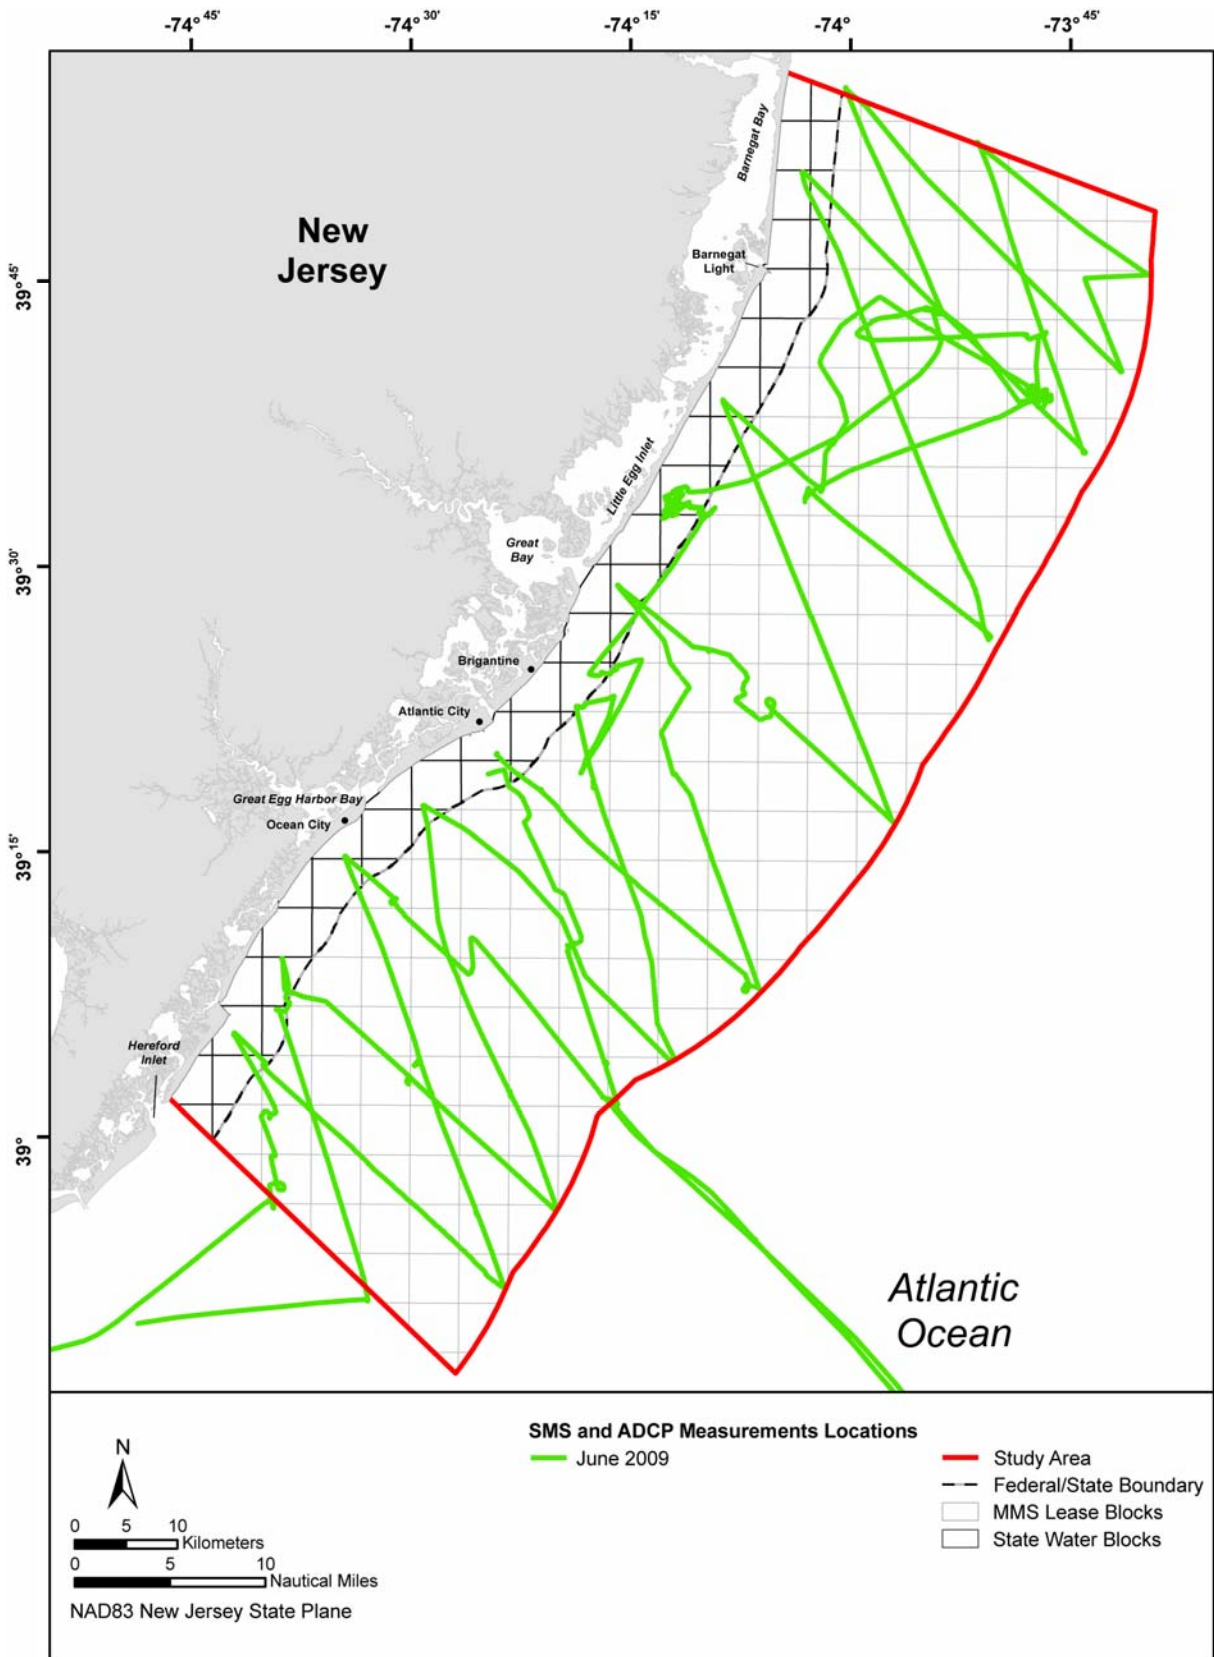 -74°45'
-74°30'
-74°15'
-74°
-73°45'
39°45'
39°30'
39°15'
39°
New
Jersey
Barnegat Bay
Barnegat
Light
Little Egg Inlet
Great
Bay
Brigantine
Atlantic City
Great Egg Harbor Bay
Ocean City
Hereford
Inlet
Atlantic
Ocean
SMS and ADCP Measurements Locations
June 2009
Study Area
Federal/State Boundary
MMS Lease Blocks
State Water Blocks
N
0 5 10
Kilometers
0 5 10
Nautical Miles
NAD83 New Jersey State Plane